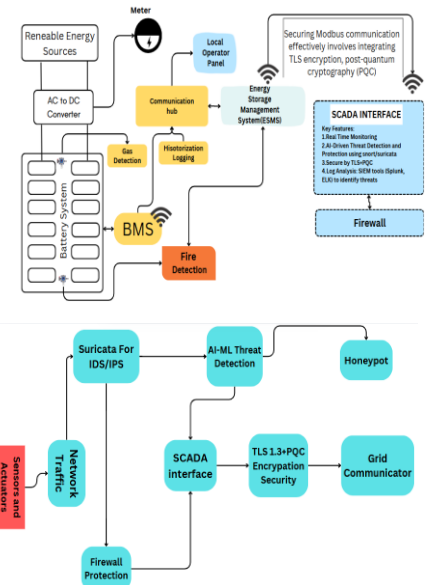 Meter
Reneable Energy
Sources
Local
Operator
Panel
Securing Modbus communication
effectively involves integrating
TLS encryption, post-quantum
cryptography (PQC)
AC to DC
Converter
Communication
hub
Energy
Storage
Management
System(ESMS)
SCADA INTERFACE
Key Features:
1.Real Time Monitoring
2.AI-Driven Threat Detection and
Protection using snort/suricata
3.Secure by TLS+PQC
4.Log Analysis: SIEM tools (Splunk,
ELK) to identify threats
Gas
Detection
Histotorization
Logging
Battery System
BMS
Firewall
Fire
Detection
Suricata For
IDS/IPS
AI-ML Threat
Detection
Honeypot
Sensors and
Actuators
Network
Traffic
SCADA
interface
TLS 1.3+PQC
Encrypation
Security
Grid
Communicator
Firewall
Protection